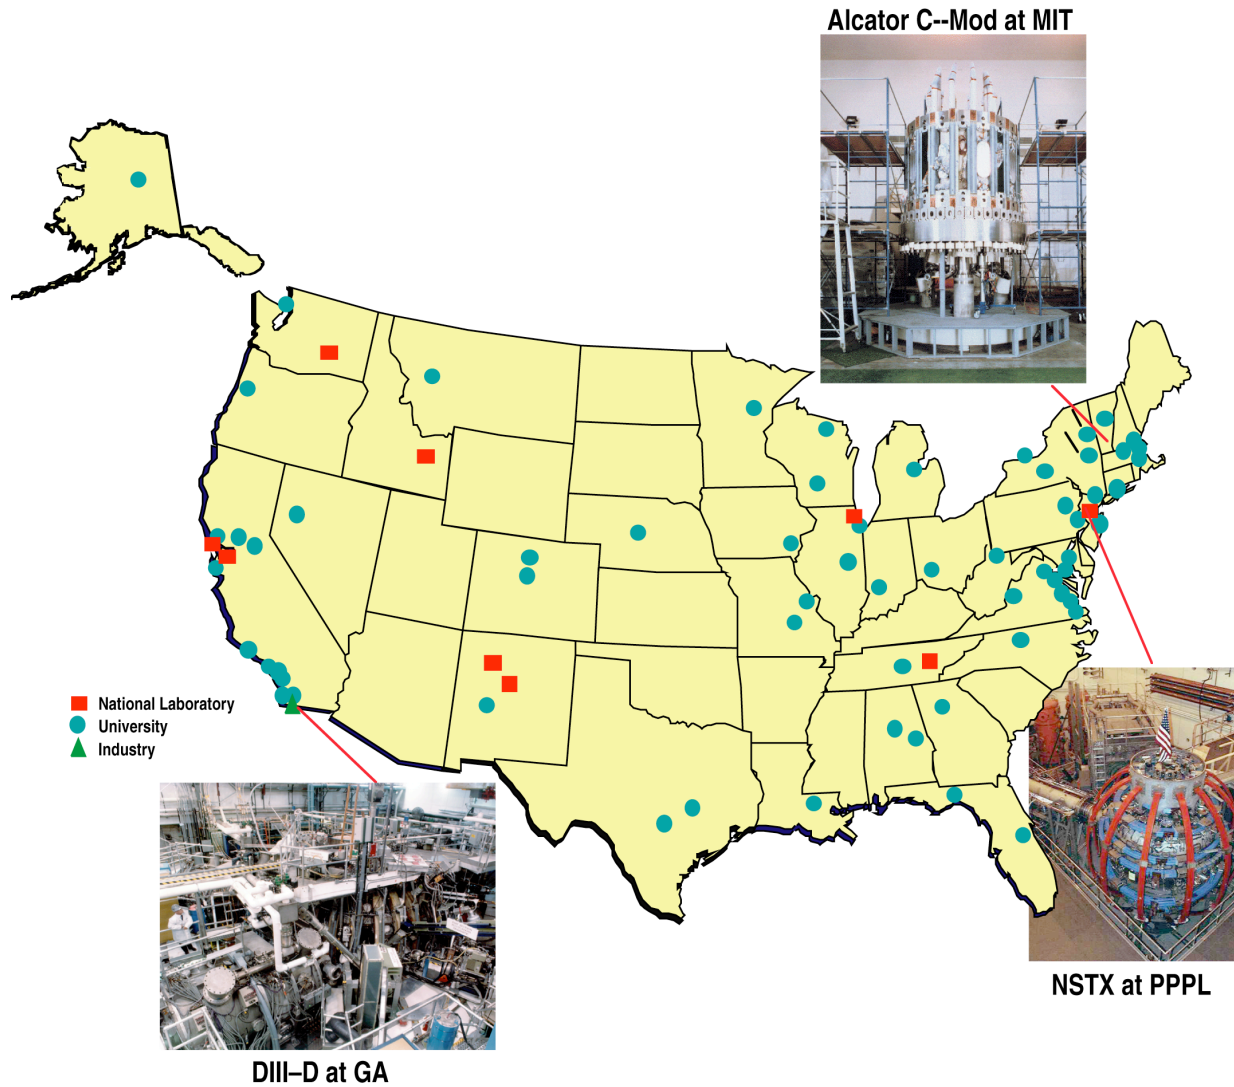 Alcator C--Mod at MIT
National Laboratory
University
Industry
NSTX at PPPL
DIII–D at GA